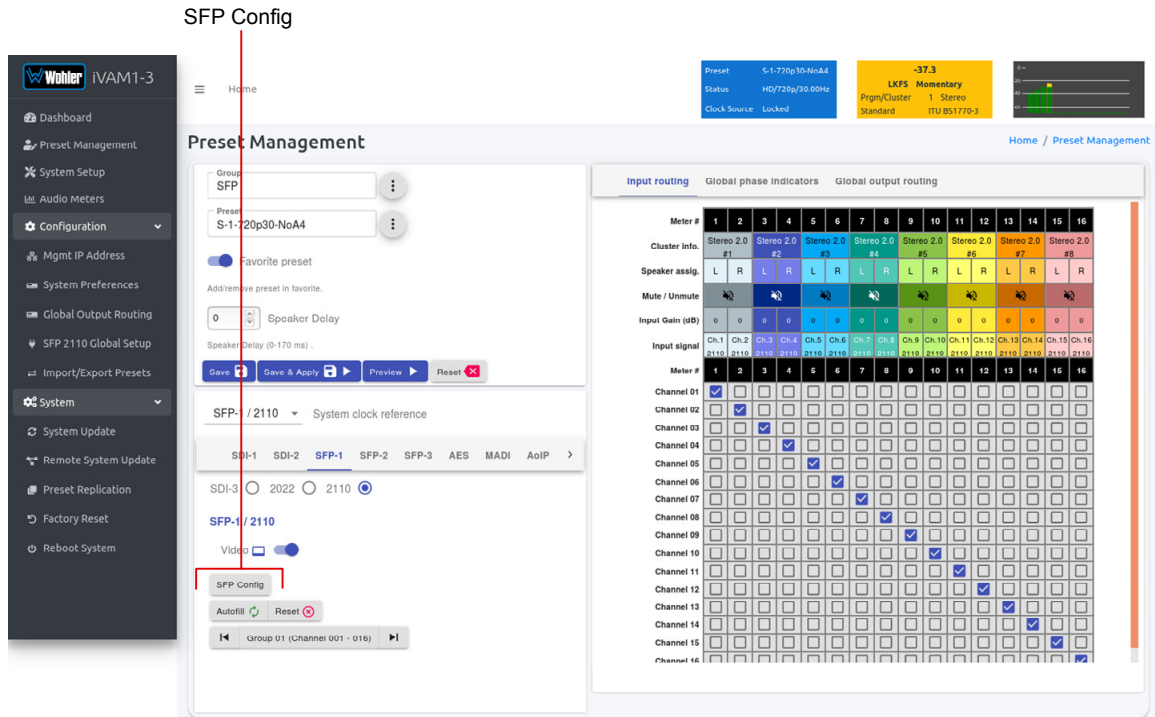 SFP Config
Wohler iVAM1-3
Dashboard
Preset Management
System Setup
Audio Meters
Configuration
Mgmt IP Address
System Preferences
Global Output Routing
SFP 2110 Global Setup
Import/Export Presets
System
System Update
Remote System Update
Preset Replication
Factory Reset
Reboot System
Home
Preset S-1-720p30-NoA4
Status HD/720p/30.00Hz
Clock Source Locked
-37.3
LKFS Momentary
Prgm/Cluster 1 Stereo
Standard ITU BS1770-3
Preset Management
Home / Preset Management
Group
SFP
Preset
S-1-720p30-NoA4
Favorite preset
Add/remove preset in favorite.
0 Speaker Delay
Speaker Delay (0-170 ms) .
Save Save & Apply Preview Reset
SFP-1 / 2110 System clock reference
SDI-1 SDI-2 SFP-1 SFP-2 SFP-3 AES MADI AoIP
SDI-3 2022 2110
SFP-1 / 2110
Video
SFP Config
Autofill Reset
Group 01 (Channel 001 - 016)
Input routing Global phase indicators Global output routing
Meter # 1 2 3 4 5 6 7 8 9 10 11 12 13 14 15 16
Cluster info. Stereo 2.0 Stereo 2.0 Stereo 2.0 Stereo 2.0 Stereo 2.0 Stereo 2.0 Stereo 2.0 Stereo 2.0
#1 #2 #3 #4 #5 #6 #7 #8
Speaker assig. L R L R L R L R L R L R L R L R
Mute / Unmute
Input Gain (dB) 0 0 0 0 0 0 0 0 0 0 0 0 0 0 0 0
Input signal Ch.1 Ch.2 Ch.3 Ch.4 Ch.5 Ch.6 Ch.7 Ch.8 Ch.9 Ch.10 Ch.11 Ch.12 Ch.13 Ch.14 Ch.15 Ch.16
2110 2110 2110 2110 2110 2110 2110 2110 2110 2110 2110 2110 2110 2110 2110 2110
Meter # 1 2 3 4 5 6 7 8 9 10 11 12 13 14 15 16
Channel 01
Channel 02
Channel 03
Channel 04
Channel 05
Channel 06
Channel 07
Channel 08
Channel 09
Channel 10
Channel 11
Channel 12
Channel 13
Channel 14
Channel 15
Channel 16